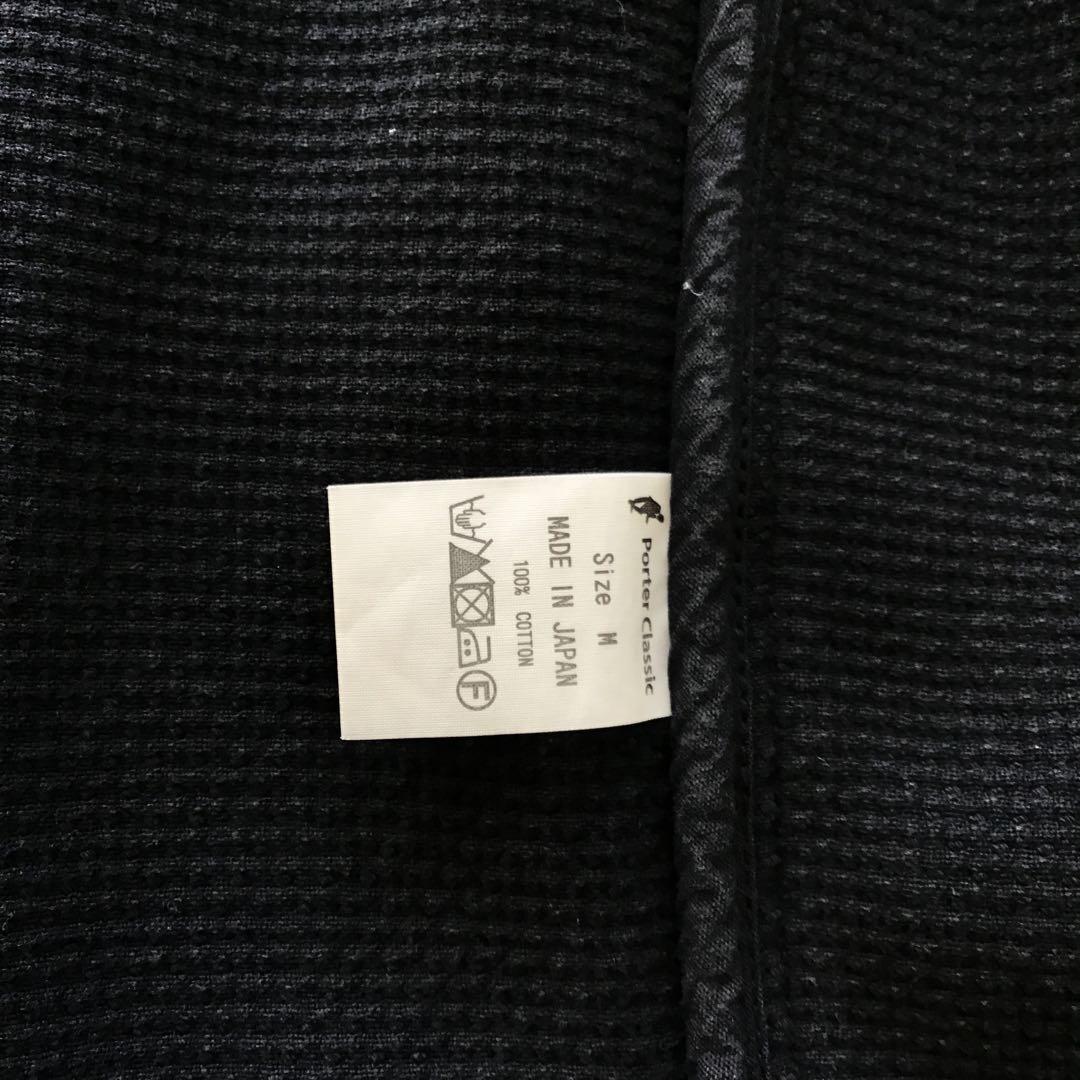 Porter Classic
Size M
MADE IN JAPAN
100% COTTON
F